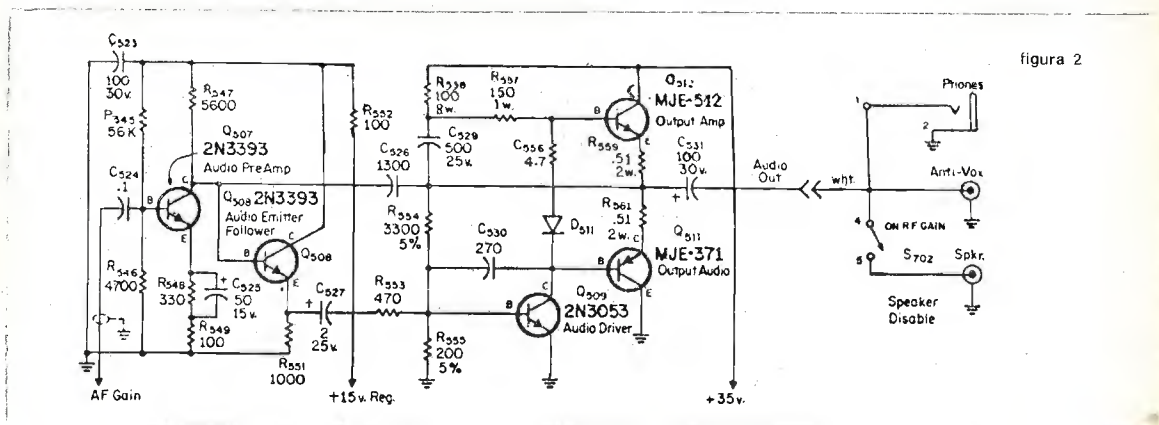 figura 2
C523
100
30v.
R547
5600
P345
56K
Q507
2N3393
Audio PreAmp
C524
.1
B
C
E
Q508 2N3393
Audio Emitter
Follower
C
Q508
B
E
R546
4700
R548
330
C525
50
15v.
R549
100
R551
1000
C527
2
25v.
R552
100
C526
1300
R553
470
AF Gain
+15v. Reg.
R558
100
8w.
R557
150
1w.
C529
500
25v.
C556
4.7
R554
3300
5%
C530
270
D511
R555
200
5%
B
C
E
Q509
2N3053
Audio Driver
Q512
MJE-512
Output Amp
C
B
E
R559
.51
2w.
C531
100
30v.
+
R561
.51
2w.
Q511
MJE-371
Output Audio
B
C
E
+35v.
Audio
Out
wht.
Phones
1
2
Anti-Vox
4
ON RF GAIN
5
S702
Spkr.
Speaker
Disable